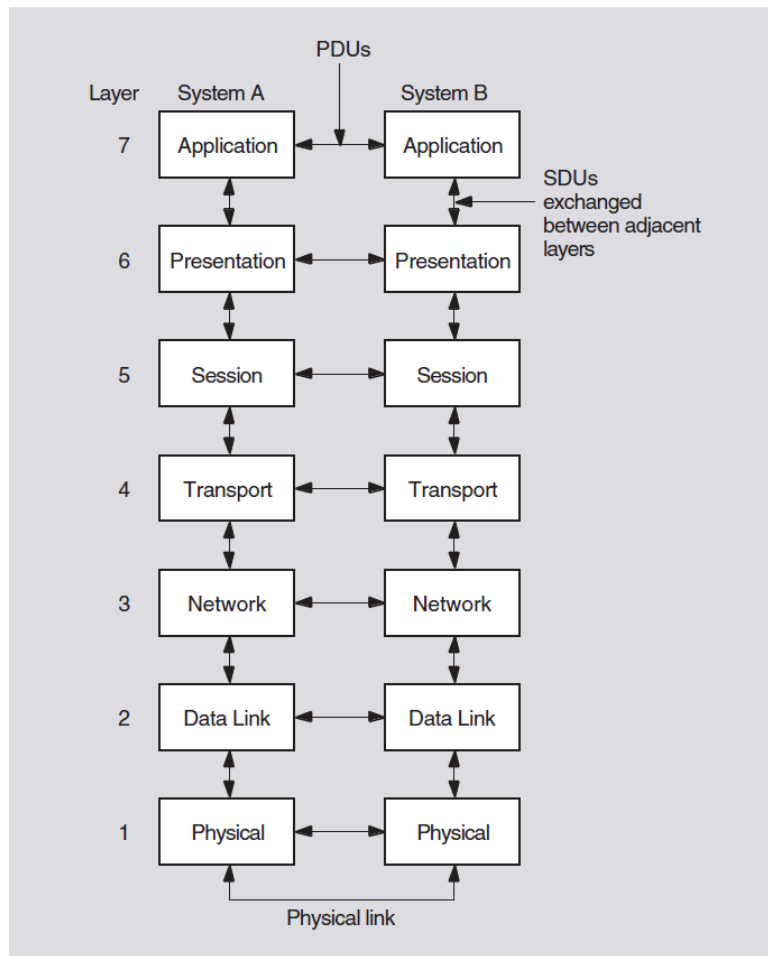 PDUs
Layer System A System B
7 Application Application
SDUs
exchanged
between adjacent
layers
6 Presentation Presentation
5 Session Session
4 Transport Transport
3 Network Network
2 Data Link Data Link
1 Physical Physical
Physical link